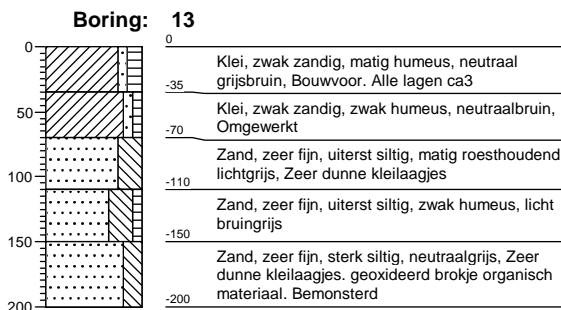 Boring: 13
0
0
Klei, zwak zandig, matig humeus, neutraal
grijsbruin, Bouwvoor. Alle lagen ca3
-35
50
Klei, zwak zandig, zwak humeus, neutraalbruin,
Omgewerkt
-70
Zand, zeer fijn, uiterst siltig, matig roesthoudend
lichtgrijs, Zeer dunne kleilaagjes
100
-110
Zand, zeer fijn, uiterst siltig, zwak humeus, licht
bruingrijs
150
-150
Zand, zeer fijn, sterk siltig, neutraalgrijs, Zeer
dunne kleilaagjes. geoxideerd brokje organisch
materiaal. Bemonsterd
200
-200